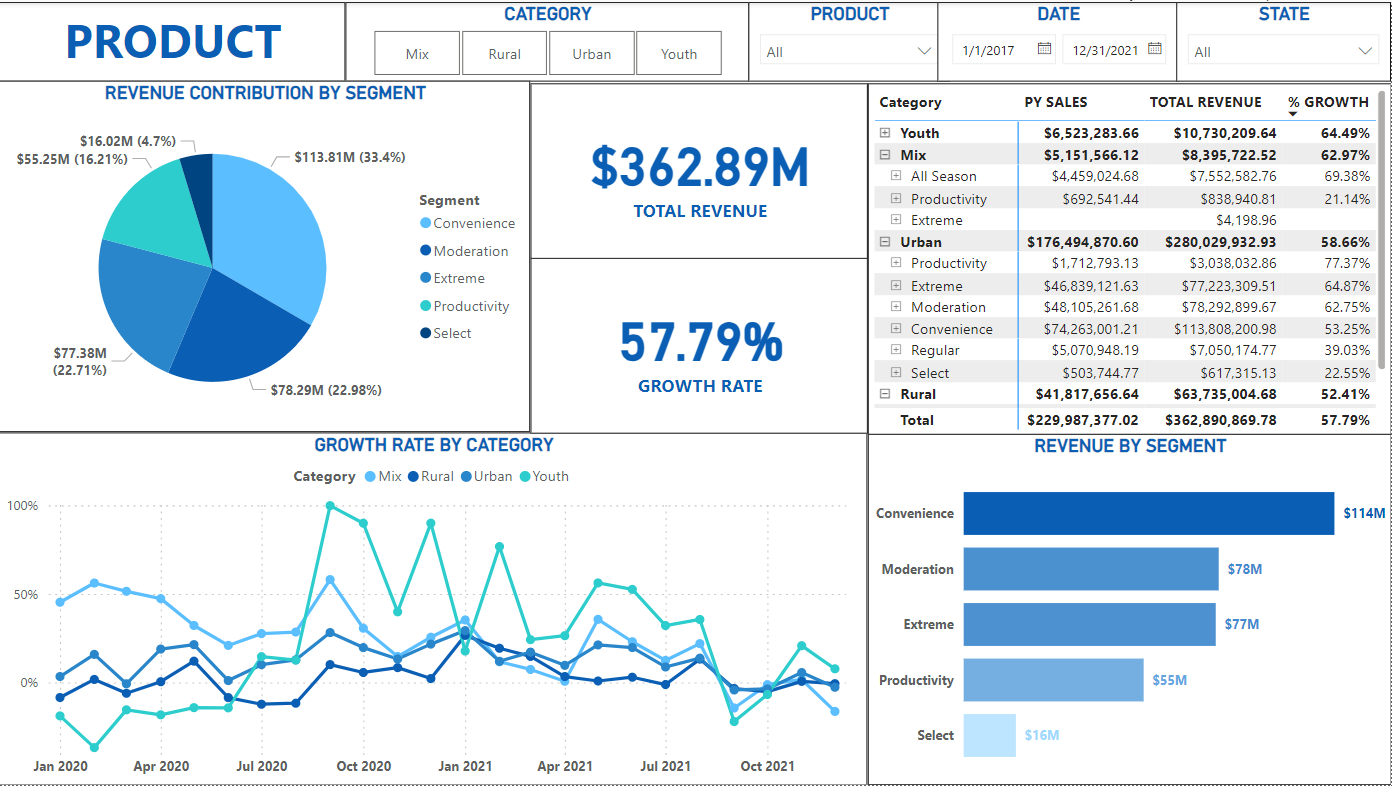 PRODUCT
CATEGORY
Mix
Rural
Urban
Youth
PRODUCT
All
DATE
1/1/2017
12/31/2021
STATE
All
REVENUE CONTRIBUTION BY SEGMENT
$16.02M (4.7%)
$55.25M (16.21%)
$113.81M (33.4%)
$77.38M
(22.71%)
$78.29M (22.98%)
Segment
Convenience
Moderation
Extreme
Productivity
Select
$362.89M
TOTAL REVENUE
57.79%
GROWTH RATE
Category PY SALES TOTAL REVENUE % GROWTH
Youth $6,523,283.66 $10,730,209.64 64.49%
Mix $5,151,566.12 $8,395,722.52 62.97%
All Season $4,459,024.68 $7,552,582.76 69.38%
Productivity $692,541.44 $838,940.81 21.14%
Extreme $4,198.96
Urban $176,494,870.60 $280,029,932.93 58.66%
Productivity $1,712,793.13 $3,038,032.86 77.37%
Extreme $46,839,121.63 $77,223,309.51 64.87%
Moderation $48,105,261.68 $78,292,899.67 62.75%
Convenience $74,263,001.21 $113,808,200.98 53.25%
Regular $5,070,948.19 $7,050,174.77 39.03%
Select $503,744.77 $617,315.13 22.55%
Rural $41,817,656.64 $63,735,004.68 52.41%
Total $229,987,377.02 $362,890,869.78 57.79%
GROWTH RATE BY CATEGORY
Category Mix Rural Urban Youth
100%
50%
0%
Jan 2020 Apr 2020 Jul 2020 Oct 2020 Jan 2021 Apr 2021 Jul 2021 Oct 2021
REVENUE BY SEGMENT
Convenience $114M
Moderation $78M
Extreme $77M
Productivity $55M
Select $16M